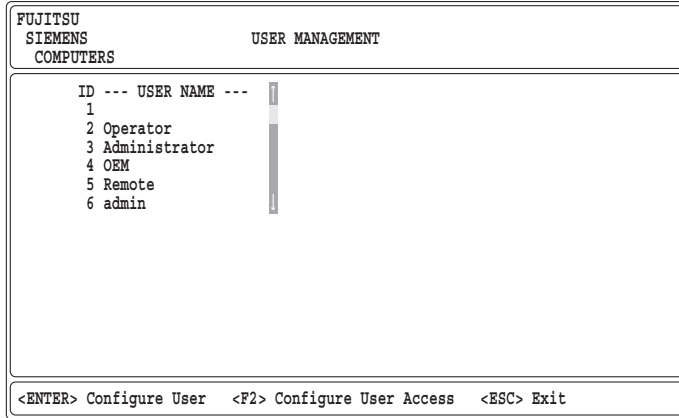 FUJITSU
SIEMENS USER MANAGEMENT
COMPUTERS
ID --- USER NAME ---
1
2 Operator
3 Administrator
4 OEM
5 Remote
6 admin
<ENTER> Configure User <F2> Configure User Access <ESC> Exit